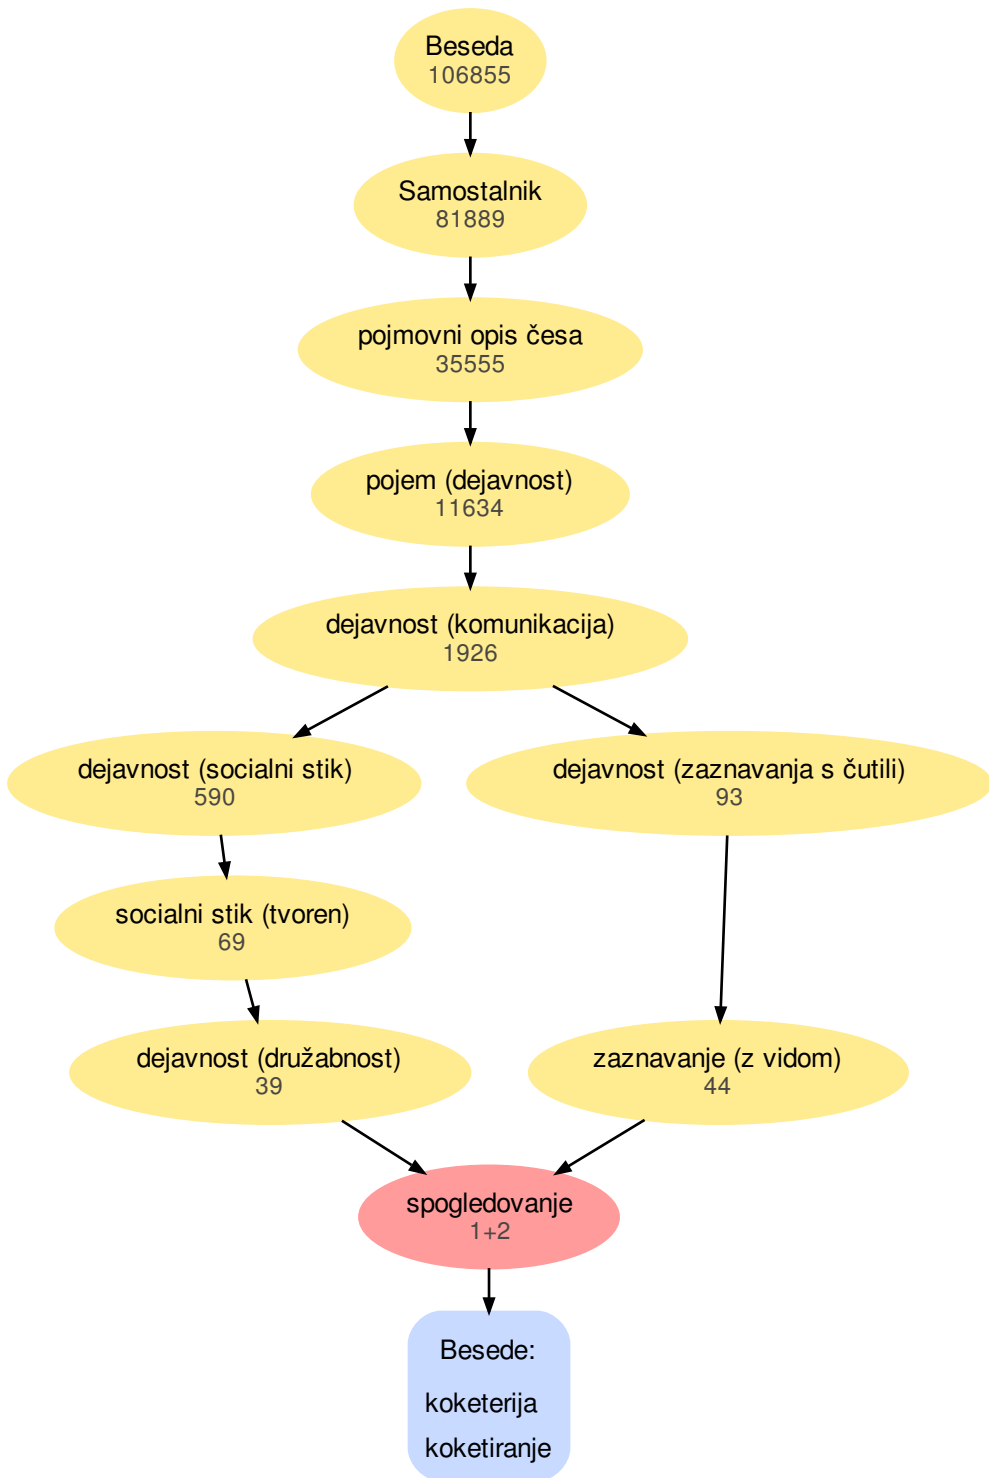 Beseda
106855
Samostalnik
81889
pojmovni opis česa
35555
pojem (dejavnost)
11634
dejavnost (komunikacija)
1926
dejavnost (socialni stik)
590
dejavnost (zaznavanja s čutili)
93
socialni stik (tvoren)
69
dejavnost (družabnost)
39
zaznavanje (z vidom)
44
spogledovanje
1+2
Besede:
koketerija
koketiranje